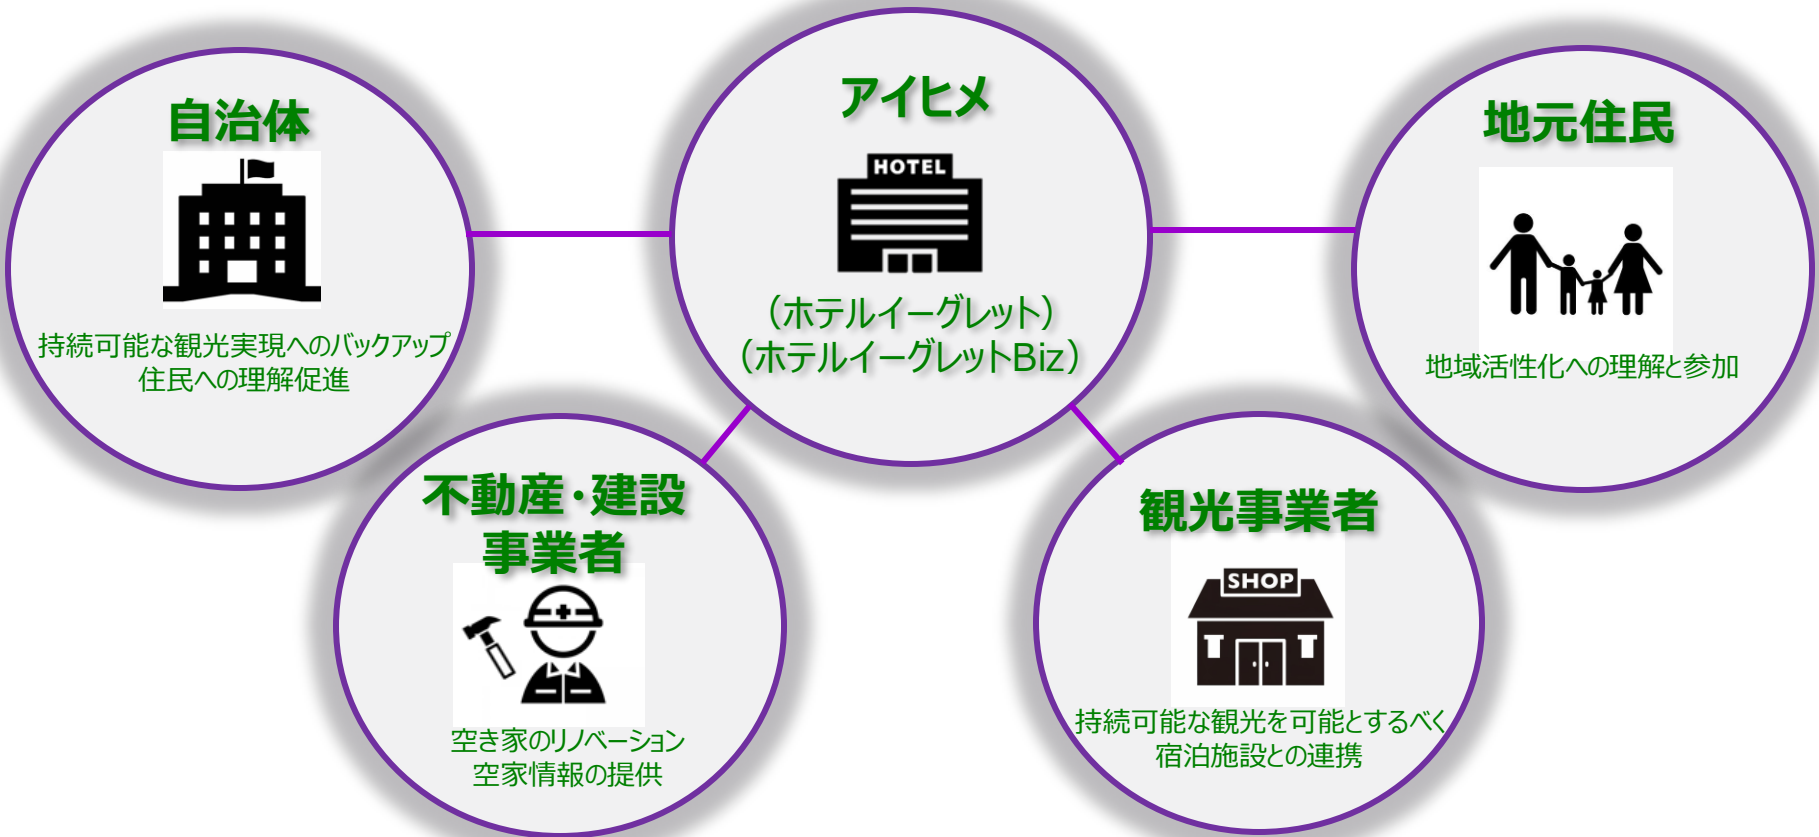 自治体
持続可能な観光実現へのバックアップ
住民への理解促進
アイヒメ
HOTEL
（ホテルイーグレット）
（ホテルイーグレットBiz）
地元住民
地域活性化への理解と参加
不動産・建設
事業者
空き家のリノベーション
空家情報の提供
観光事業者
SHOP
持続可能な観光を可能とするべく
宿泊施設との連携